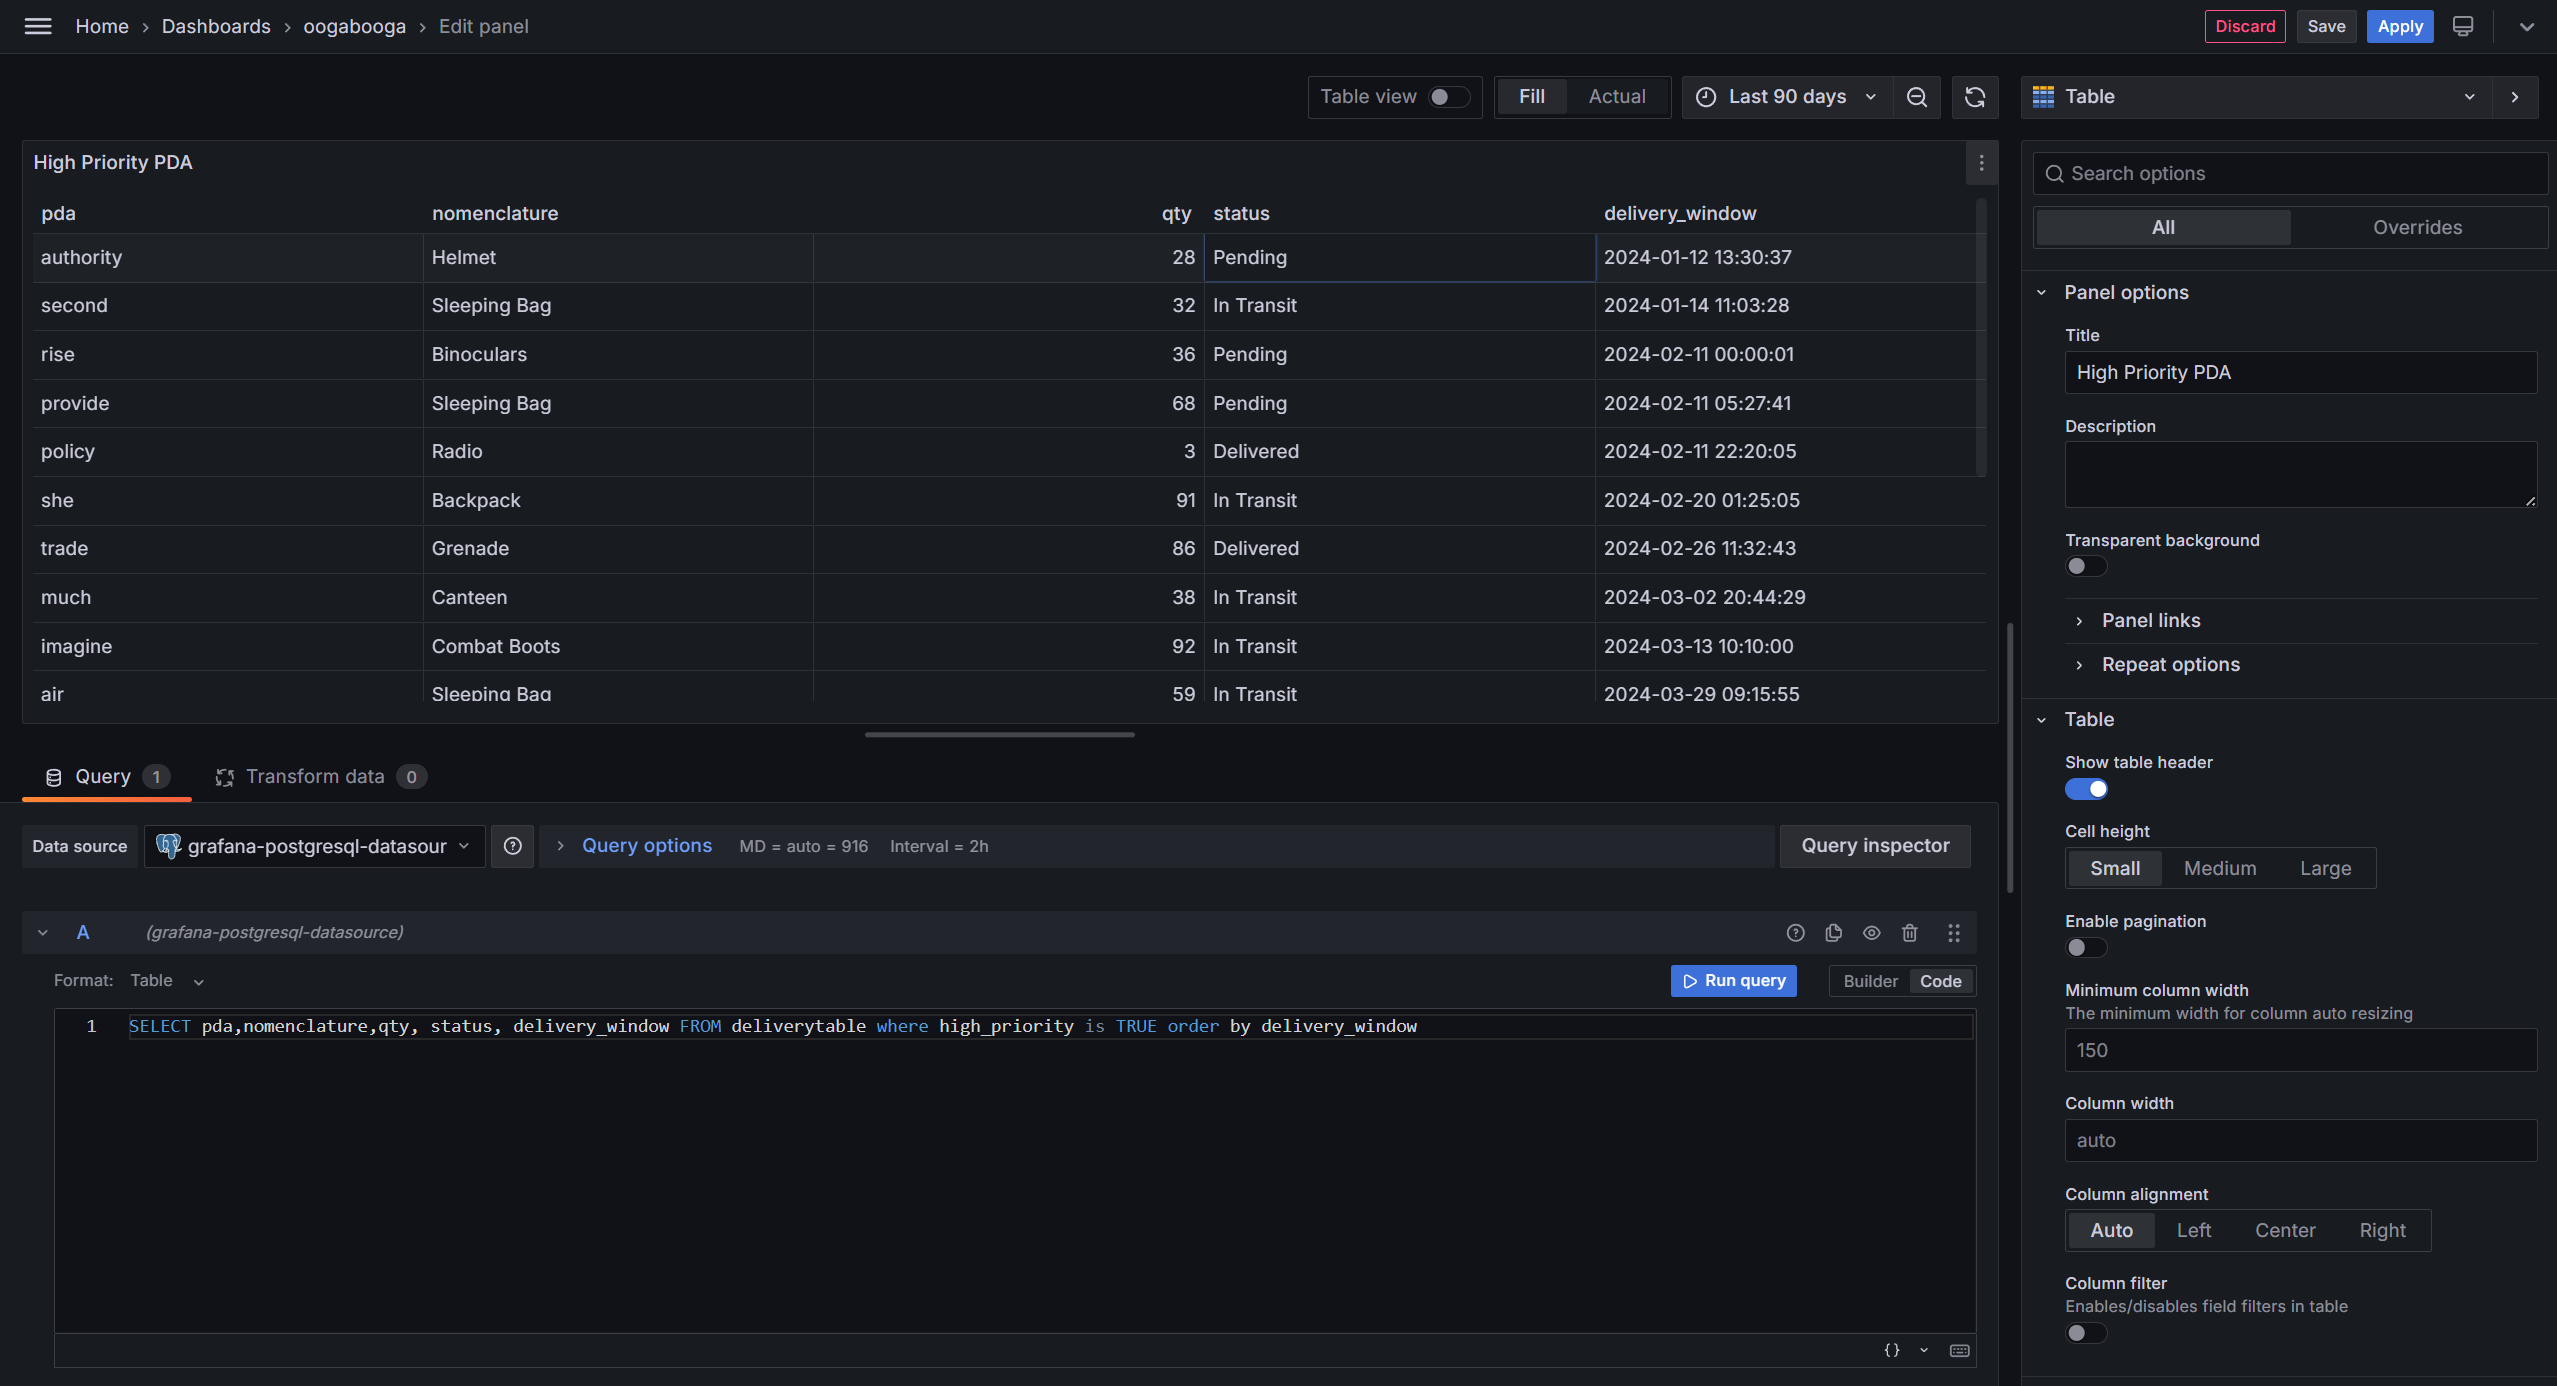 Home › Dashboards › oogabooga › Edit panel
Discard Save Apply
Table view Fill Actual Last 90 days Table
High Priority PDA
pda nomenclature qty status delivery_window
authority Helmet 28 Pending 2024-01-12 13:30:37
second Sleeping Bag 32 In Transit 2024-01-14 11:03:28
rise Binoculars 36 Pending 2024-02-11 00:00:01
provide Sleeping Bag 68 Pending 2024-02-11 05:27:41
policy Radio 3 Delivered 2024-02-11 22:20:05
she Backpack 91 In Transit 2024-02-20 01:25:05
trade Grenade 86 Delivered 2024-02-26 11:32:43
much Canteen 38 In Transit 2024-03-02 20:44:29
imagine Combat Boots 92 In Transit 2024-03-13 10:10:00
air Sleeping Bag 59 In Transit 2024-03-29 09:15:55
Query 1 Transform data 0
Data source grafana-postgresql-datasour Query options MD = auto = 916 Interval = 2h Query inspector
A (grafana-postgresql-datasource)
Format: Table Run query Builder Code
1 SELECT pda,nomenclature,qty, status, delivery_window FROM deliverytable where high_priority is TRUE order by delivery_window
{}
Search options
All Overrides
Panel options
Title
High Priority PDA
Description
Transparent background
Panel links
Repeat options
Table
Show table header
Cell height
Small Medium Large
Enable pagination
Minimum column width
The minimum width for column auto resizing
150
Column width
auto
Column alignment
Auto Left Center Right
Column filter
Enables/disables field filters in table